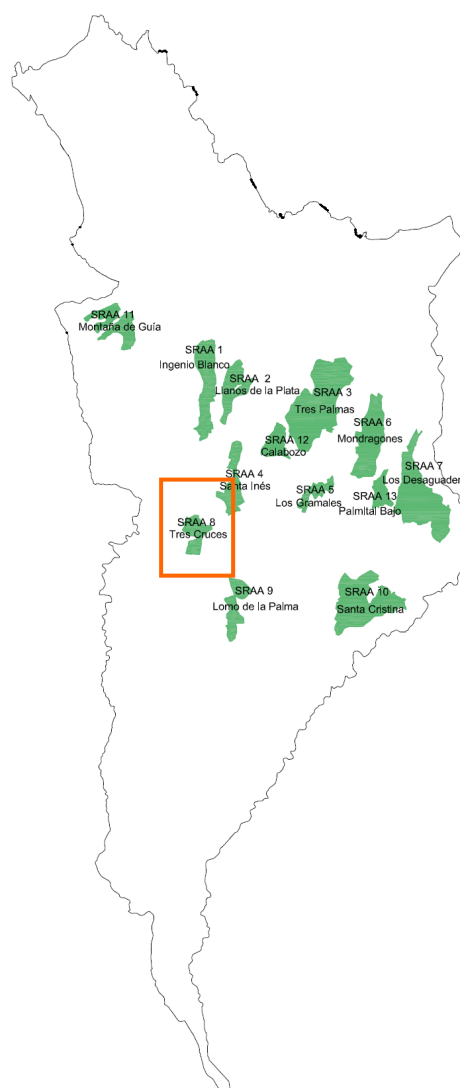 SRAA 11
Montaña de Guía
SRAA 1
Ingenio Blanco
SRAA 2
Llanos de la Plata
SRAA 3
Tres Palmas
SRAA 6
Mondragones
SRAA 12
Calabozo
SRAA 4
Santa Inés
SRAA 5
Los Gramales
SRAA 7
Los Desaguader
SRAA 13
Palmital Bajo
SRAA 8
Tres Cruces
SRAA 9
Lomo de la Palma
SRAA 10
Santa Cristina